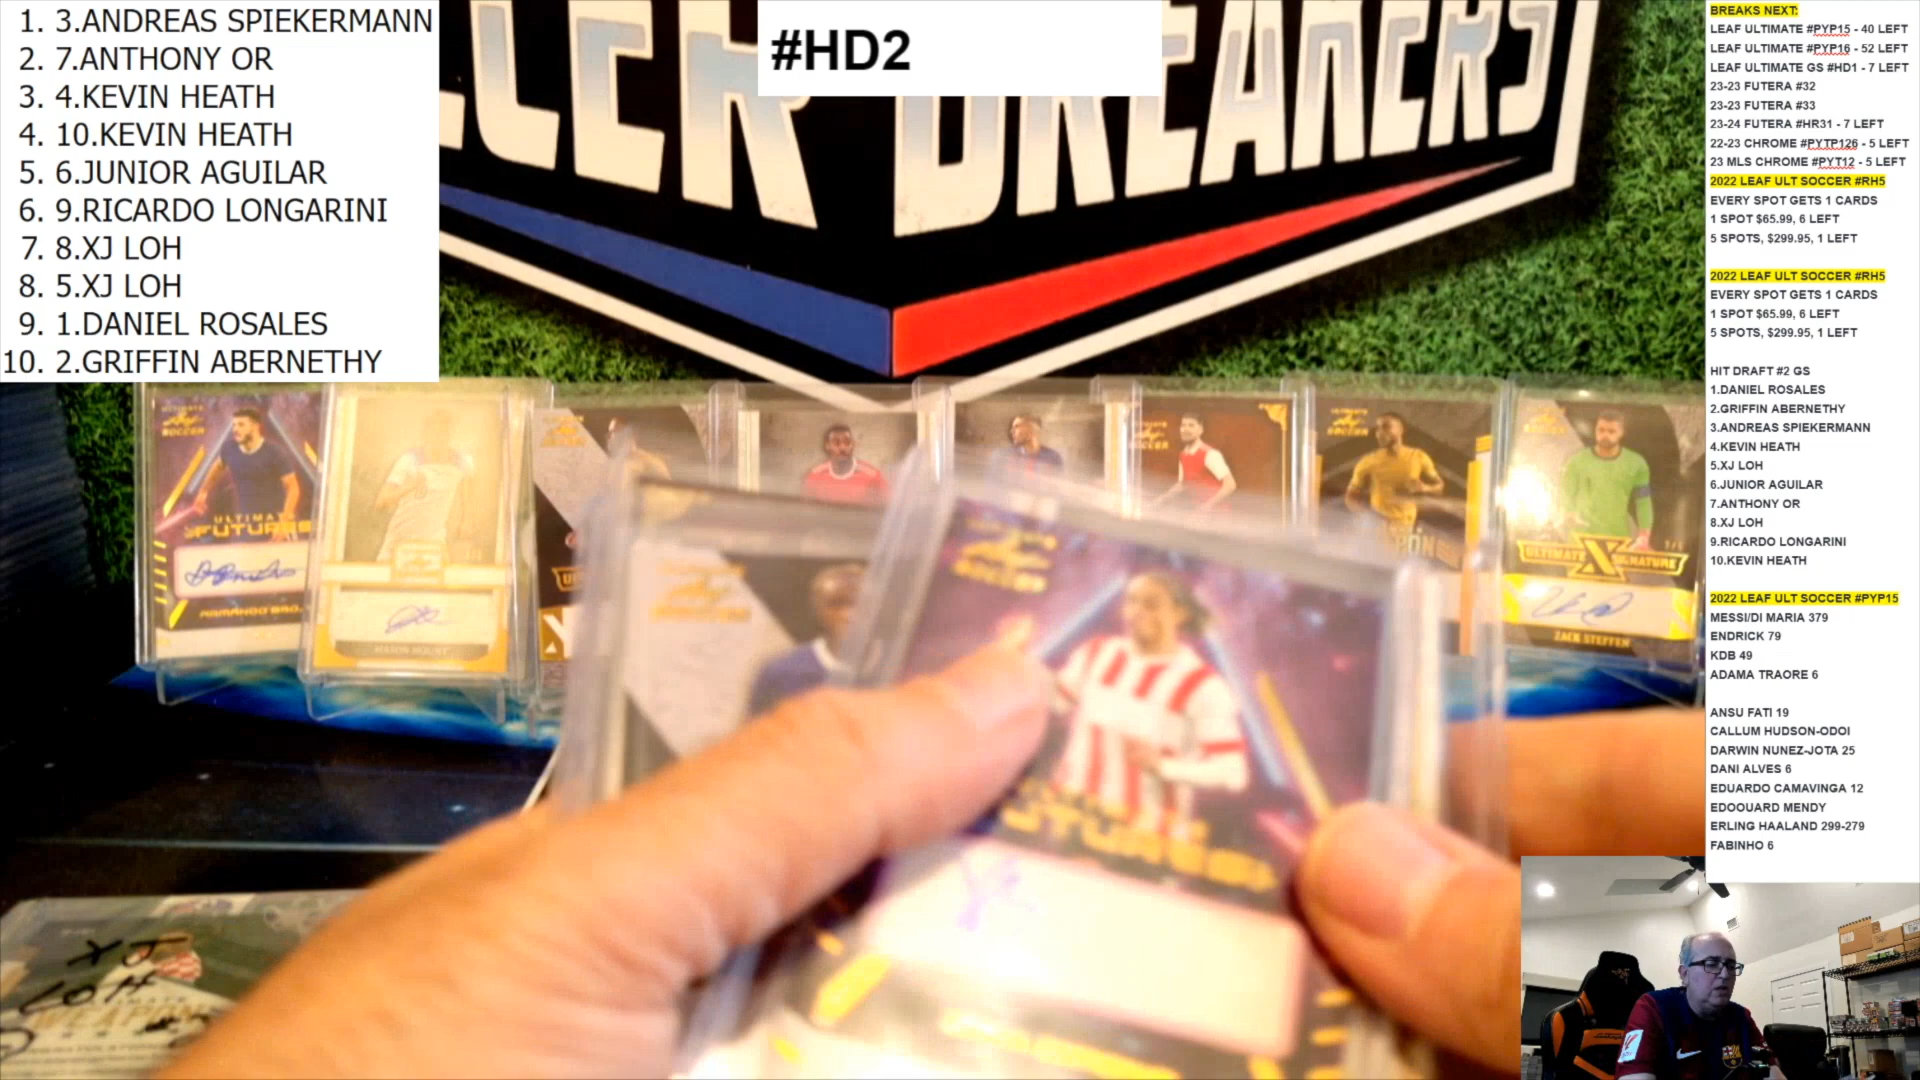 1. 3.ANDREAS SPIEKERMANN
2. 7.ANTHONY OR
3. 4.KEVIN HEATH
4. 10.KEVIN HEATH
5. 6.JUNIOR AGUILAR
6. 9.RICARDO LONGARINI
7. 8.XJ LOH
8. 5.XJ LOH
9. 1.DANIEL ROSALES
10. 2.GRIFFIN ABERNETHY
#HD2
BREAKERS
BREAKS NEXT:
LEAF ULTIMATE #PYP15 - 40 LEFT
LEAF ULTIMATE #PYP16 - 52 LEFT
LEAF ULTIMATE GS #HD1 - 7 LEFT
23-23 FUTERA #32
23-23 FUTERA #33
23-24 FUTERA #HR31 - 7 LEFT
22-23 CHROME #PYTP126 - 5 LEFT
23 MLS CHROME #PYT12 - 5 LEFT
2022 LEAF ULT SOCCER #RH5
EVERY SPOT GETS 1 CARDS
1 SPOT $65.99, 6 LEFT
5 SPOTS, $299.95, 1 LEFT
2022 LEAF ULT SOCCER #RH5
EVERY SPOT GETS 1 CARDS
1 SPOT $65.99, 6 LEFT
5 SPOTS, $299.95, 1 LEFT
HIT DRAFT #2 GS
1.DANIEL ROSALES
2.GRIFFIN ABERNETHY
3.ANDREAS SPIEKERMANN
4.KEVIN HEATH
5.XJ LOH
6.JUNIOR AGUILAR
7.ANTHONY OR
8.XJ LOH
9.RICARDO LONGARINI
10.KEVIN HEATH
2022 LEAF ULT SOCCER #PYP15
MESSI/DI MARIA 379
ENDRICK 79
KDB 49
ADAMA TRAORE 6
ANSU FATI 19
CALLUM HUDSON-ODOI
DARWIN NUNEZ-JOTA 25
DANI ALVES 6
EDUARDO CAMAVINGA 12
EDOOUARD MENDY
ERLING HAALAND 299-279
FABINHO 6
ULTIMATE
FUTURES
MASON MOUNT
ULTIMATE X SIGNATURE
ZACK STEFFEN
XJ
LOH